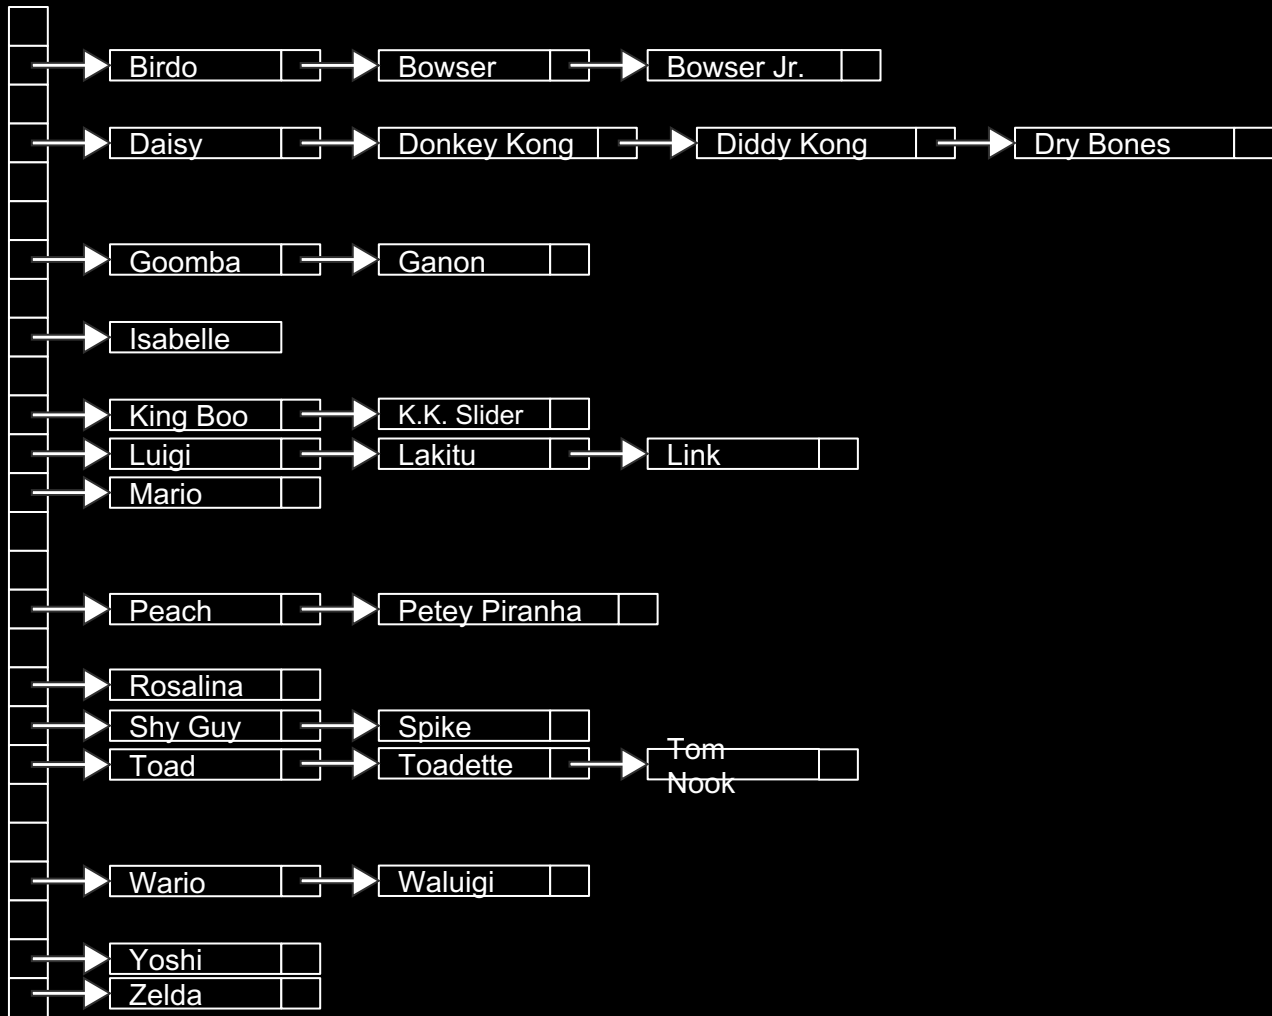 Birdo Bowser Bowser Jr.
Daisy Donkey Kong Diddy Kong Dry Bones
Goomba Ganon
Isabelle
King Boo K.K. Slider
Luigi Lakitu Link
Mario
Peach Petey Piranha
Rosalina
Shy Guy Spike
Toad Toadette Tom
Nook
Wario Waluigi
Yoshi
Zelda